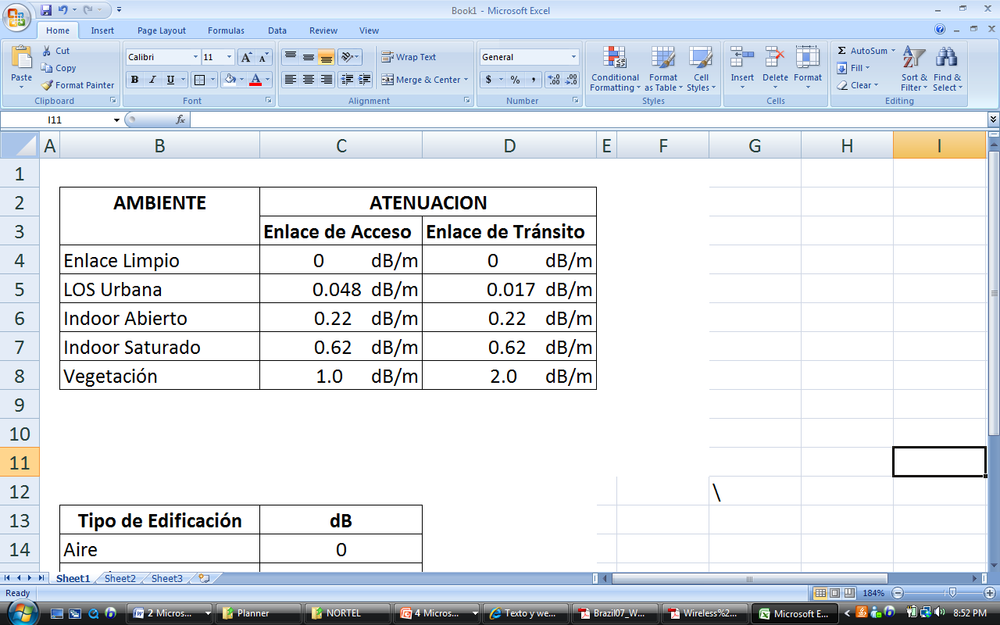 Book1 - Microsoft Excel
Home Insert Page Layout Formulas Data Review View
Paste
Cut
Copy
Format Painter
Clipboard
Calibri 11
B I U
Font
Wrap Text
Merge & Center
Alignment
General
$ % ,
Number
Conditional Formatting
Format as Table
Cell Styles
Styles
Insert Delete Format
Cells
AutoSum
Fill
Clear
Sort & Filter
Find & Select
Editing
I11 fx
A B C D E F G H I
1
2 AMBIENTE ATENUACION
3 Enlace de Acceso Enlace de Tránsito
4 Enlace Limpio 0 dB/m 0 dB/m
5 LOS Urbana 0.048 dB/m 0.017 dB/m
6 Indoor Abierto 0.22 dB/m 0.22 dB/m
7 Indoor Saturado 0.62 dB/m 0.62 dB/m
8 Vegetación 1.0 dB/m 2.0 dB/m
9
10
11
12 \
13 Tipo de Edificación dB
14 Aire 0
Sheet1 Sheet2 Sheet3
Ready 184%
2 Micros... Planner NORTEL 4 Micros... Texto y we... Brazil07_W... Wireless%2... Microsoft E... 8:52 PM